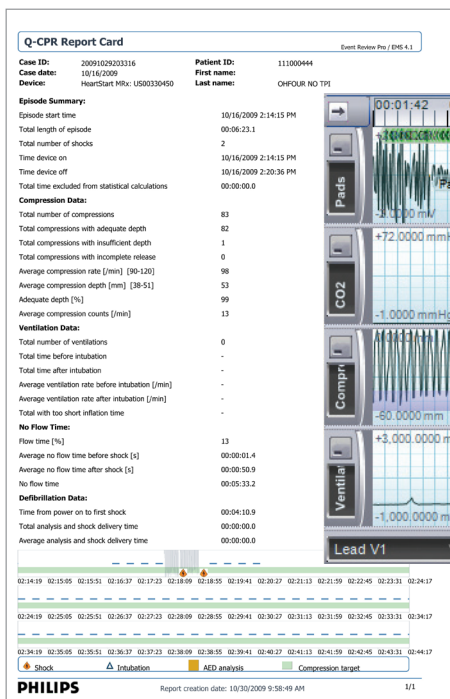 Q-CPR Report Card
Event Review Pro / EMS 4.1
Case ID: 20091029203316 Patient ID: 111000444
Case date: 10/16/2009 First name:
Device: HeartStart MRx: US00330450 Last name: OHFOUR NO TPI
Episode Summary:
Episode start time 10/16/2009 2:14:15 PM
Total length of episode 00:06:23.1
Total number of shocks 2
Time device on 10/16/2009 2:14:15 PM
Time device off 10/16/2009 2:20:36 PM
Total time excluded from statistical calculations 00:00:00.0
Compression Data:
Total number of compressions 83
Total compressions with adequate depth 82
Total compressions with insufficient depth 1
Total compressions with incomplete release 0
Average compression rate [/min] [90-120] 98
Average compression depth [mm] [38-51] 53
Adequate depth [%] 99
Average compression counts [/min] 13
Ventilation Data:
Total number of ventilations 0
Total time before intubation -
Total time after intubation -
Average ventilation rate before intubation [/min] -
Average ventilation rate after intubation [/min] -
Total with too short inflation time -
No Flow Time:
Flow time [%] 13
Average no flow time before shock [s] 00:00:01.4
Average no flow time after shock [s] 00:00:50.9
No flow time 00:05:33.2
Defibrillation Data:
Time from power on to first shock 00:04:10.9
Total analysis and shock delivery time 00:00:00.0
Average analysis and shock delivery time 00:00:00.0
00:01:42
Pads
CO2
+72.0000 mmH
-1.0000 mmHg
Compre
-60.0000 mm
+3,000.0000 m
Ventilat
-1,000.0000 m
Lead V1
02:14:19 02:25:05 02:15:51 02:16:37 02:17:23 02:18:09 02:18:55 02:19:41 02:20:27 02:21:13 02:21:59 02:22:45 02:23:31 02:24:17
02:24:19 02:25:05 02:25:51 02:26:37 02:27:23 02:28:09 02:38:55 02:29:41 02:30:27 02:31:13 02:31:59 02:32:45 02:33:31 02:34:17
02:34:19 02:35:05 02:35:51 02:36:37 02:37:23 02:38:09 02:38:55 02:39:41 02:40:27 02:41:13 02:41:59 02:42:45 02:43:31 02:44:17
Shock Intubation AED analysis Compression target
PHILIPS Report creation date: 10/30/2009 9:58:49 AM 1/1